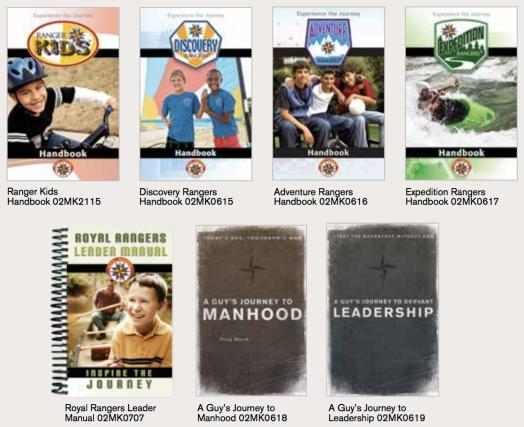 Experience the Journey
RANGER
KIDS
Handbook
Experience the Journey
DISCOVERY
RANGERS
Handbook
Experience the Journey
ADVENTURE
RANGERS
Handbook
Experience the Journey
EXPEDITION
RANGERS
Handbook
Ranger Kids
Handbook 02MK2115
Discovery Rangers
Handbook 02MK0615
Adventure Rangers
Handbook 02MK0616
Expedition Rangers
Handbook 02MK0617
ROYAL RANGERS
LEADER MANUAL
INSPIRE THE
JOURNEY
TODAY'S BOY, TOMORROW'S MAN
A GUY'S JOURNEY TO
MANHOOD
Doug Marsh
START THE ADVENTURE WITHOUT END
A GUY'S JOURNEY TO SERVANT
LEADERSHIP
Royal Rangers Leader
Manual 02MK0707
A Guy's Journey to
Manhood 02MK0618
A Guy's Journey to
Leadership 02MK0619